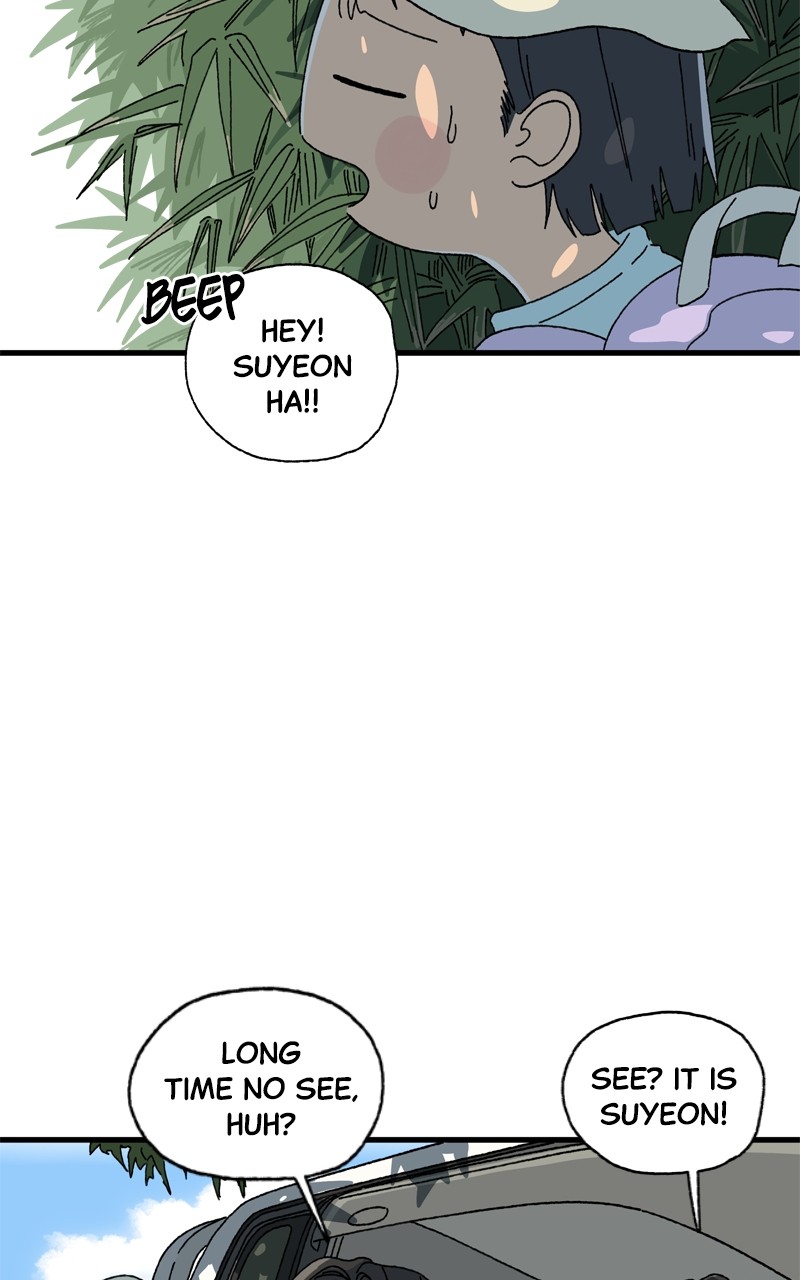 BEEP
HEY!
SUYEON
HA!!
LONG
TIME NO SEE,
HUH?
SEE? IT IS
SUYEON!